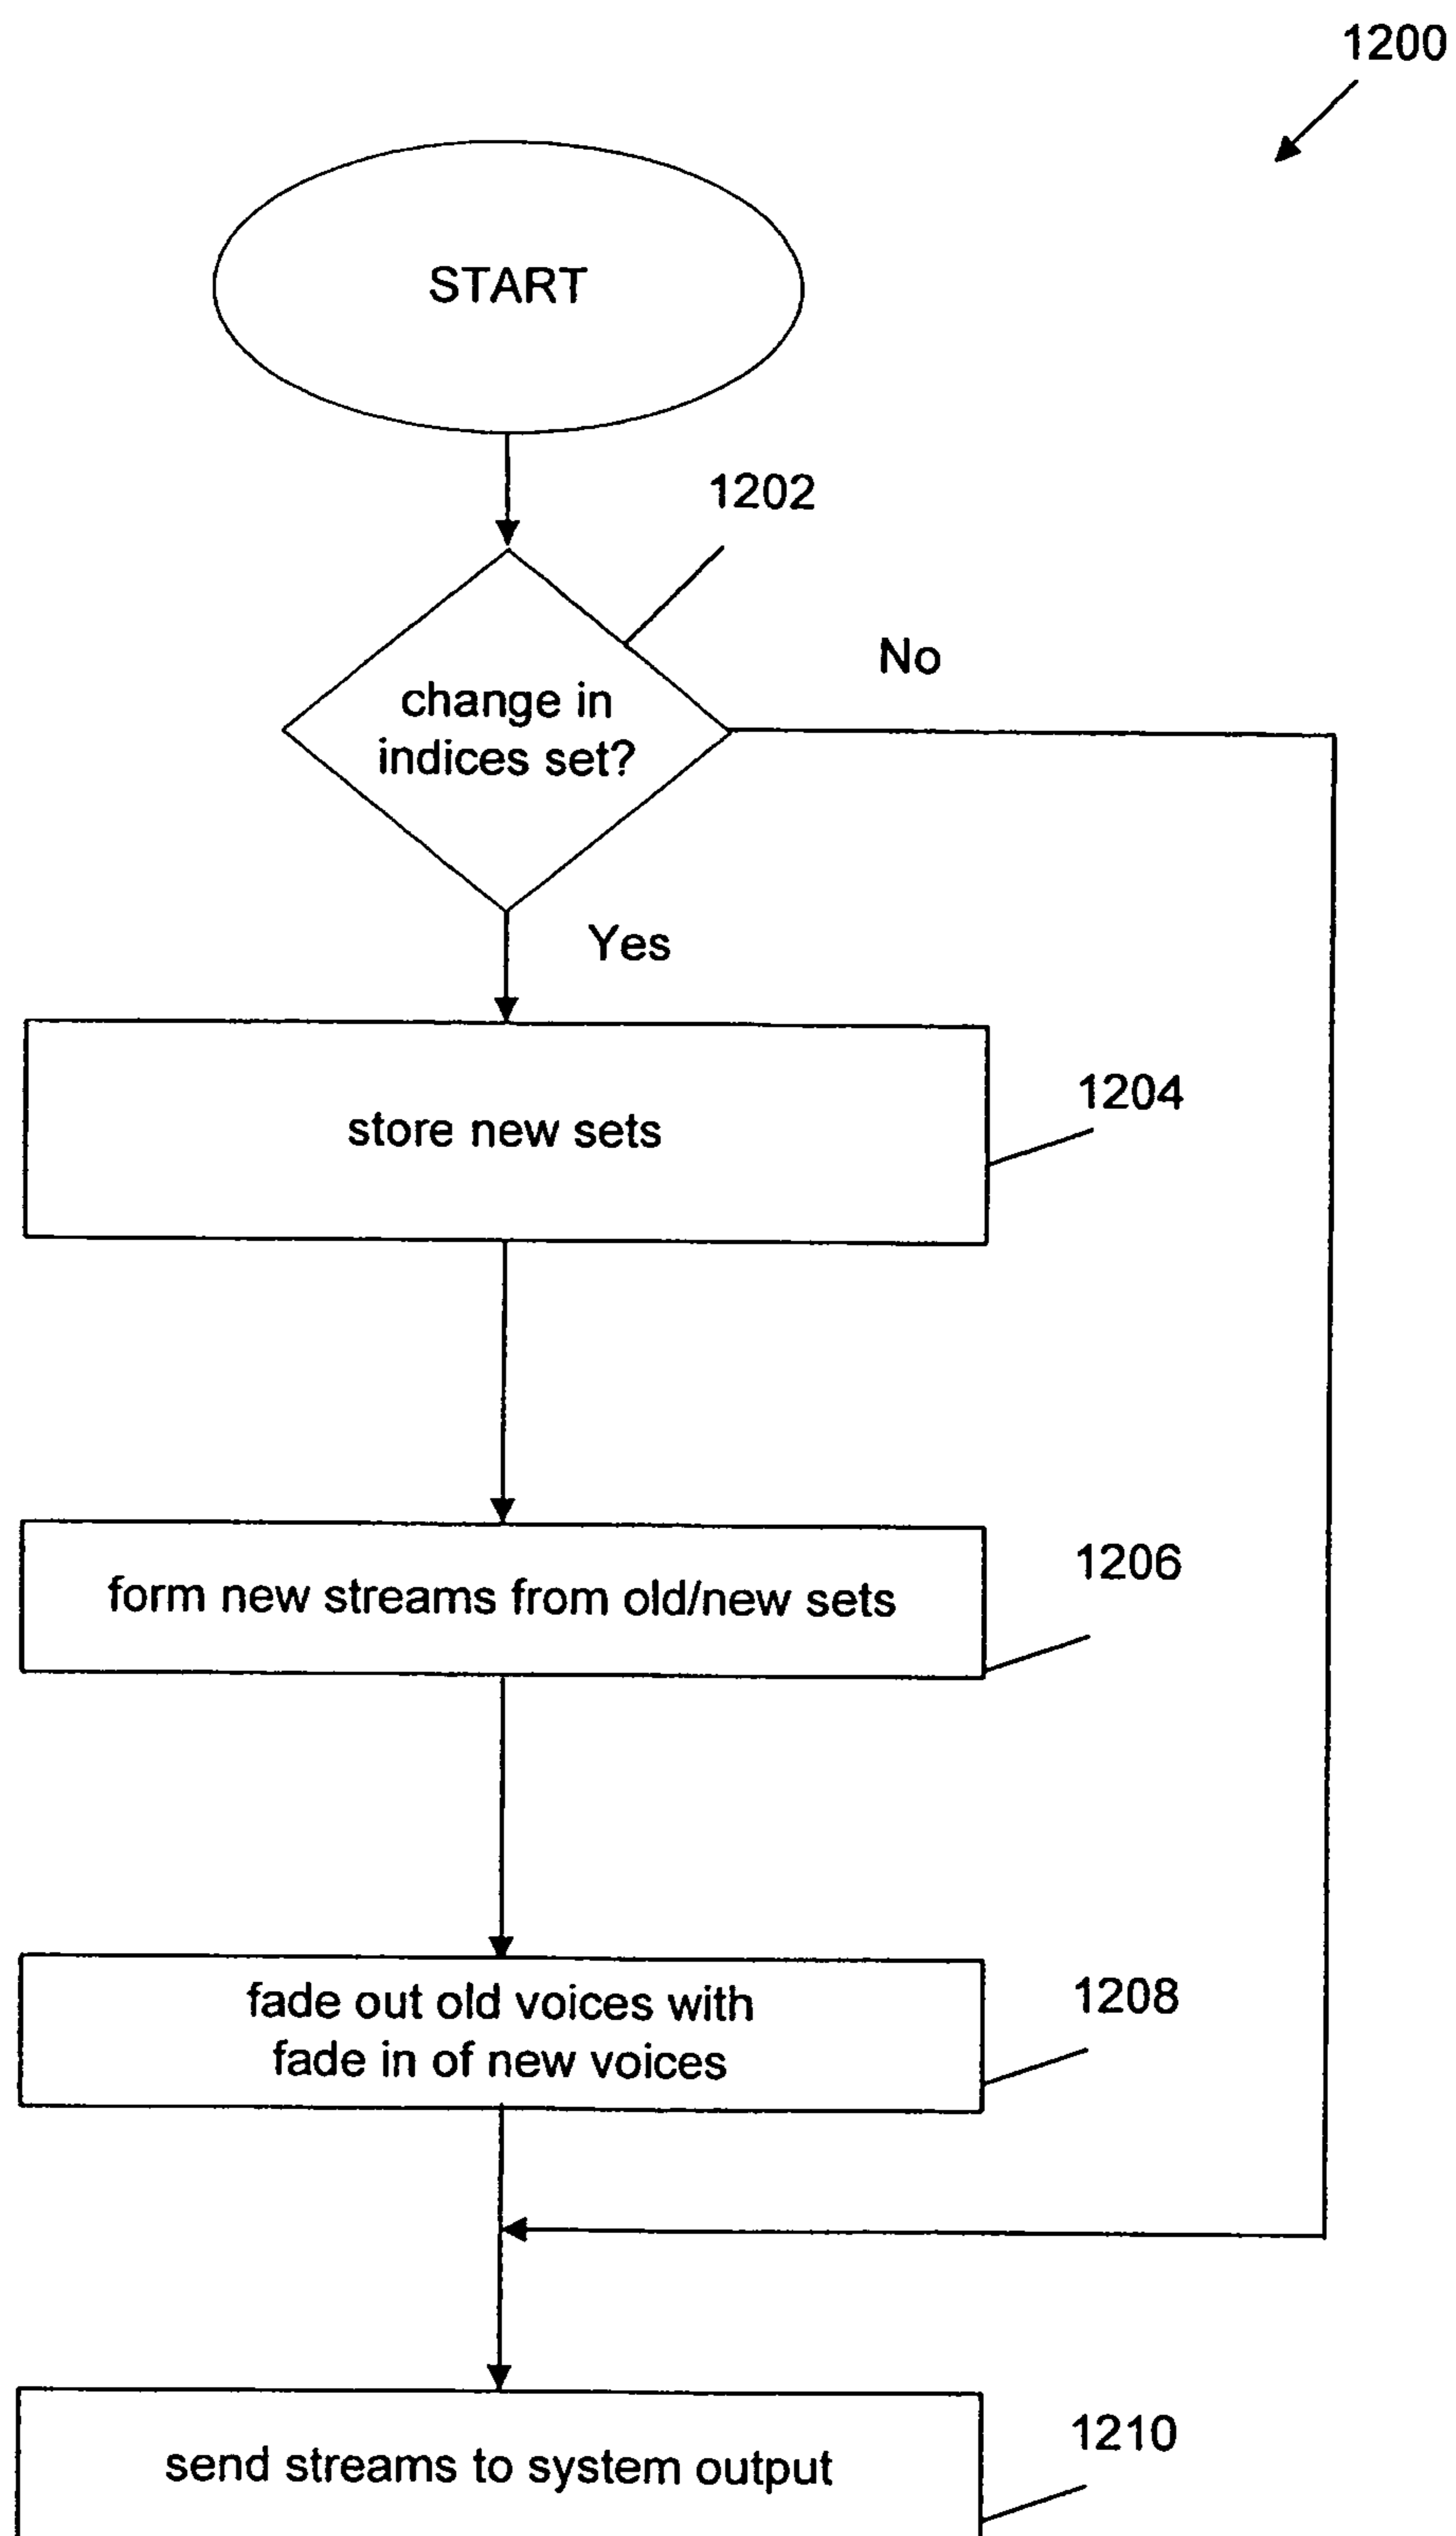 1200
START
1202
No
change in
indices set?
Yes
store new sets
1204
form new streams from old/new sets
1206
fade out old voices with
fade in of new voices
1208
send streams to system output
1210